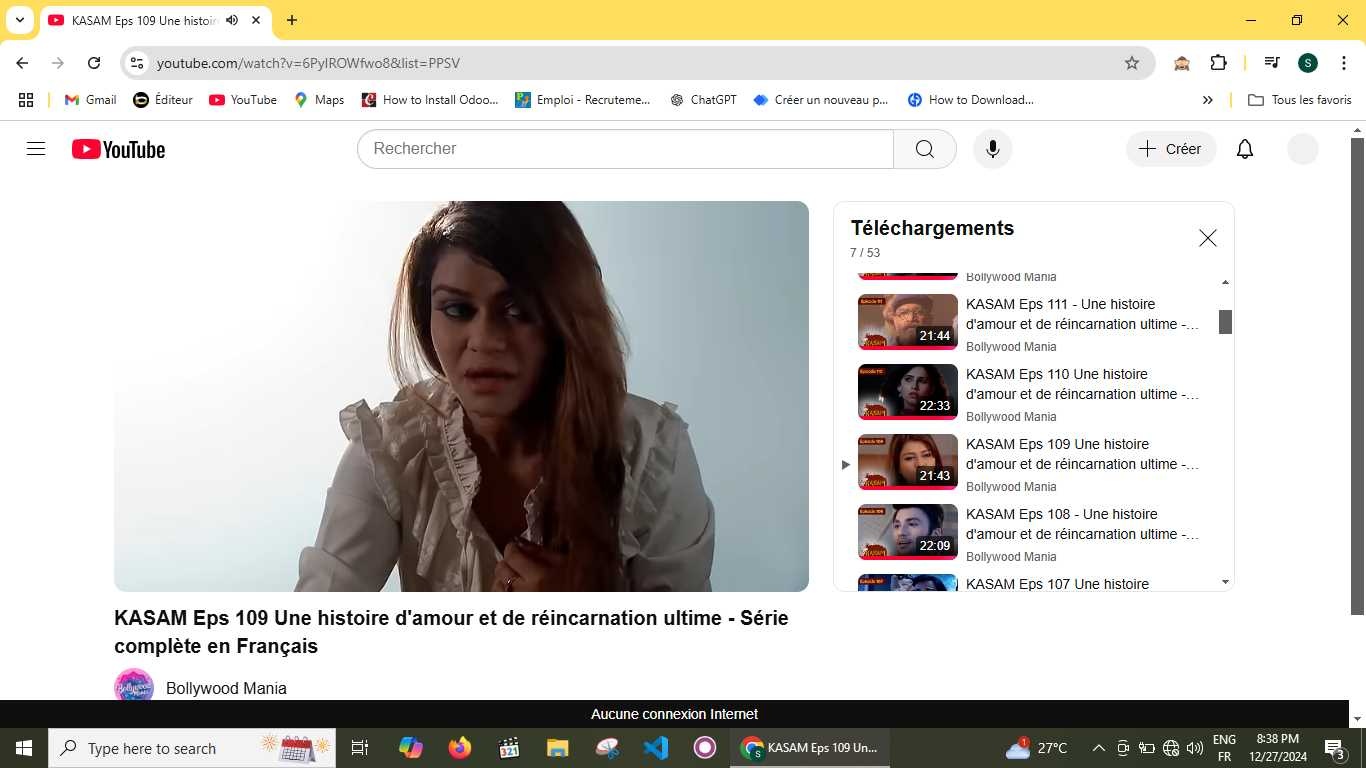 KASAM Eps 109 Une histoir
youtube.com/watch?v=6PyIROWfwo8&list=PPSV
S
Gmail
Éditeur
YouTube
Maps
How to Install Odoo...
Emploi - Recruteme...
ChatGPT
Créer un nouveau p...
How to Download...
Tous les favoris
YouTube
Rechercher
Créer
Téléchargements
7 / 53
Bollywood Mania
KASAM Eps 111 - Une histoire
d'amour et de réincarnation ultime -...
Bollywood Mania
21:44
KASAM Eps 110 Une histoire
d'amour et de réincarnation ultime -...
Bollywood Mania
22:33
KASAM Eps 109 Une histoire
d'amour et de réincarnation ultime -...
Bollywood Mania
21:43
KASAM Eps 108 - Une histoire
d'amour et de réincarnation ultime -...
Bollywood Mania
22:09
KASAM Eps 107 Une histoire
KASAM Eps 109 Une histoire d'amour et de réincarnation ultime - Série
complète en Français
Bollywood Mania
Aucune connexion Internet
Type here to search
KASAM Eps 109 Un...
27°C
ENG
FR
8:38 PM
12/27/2024
3